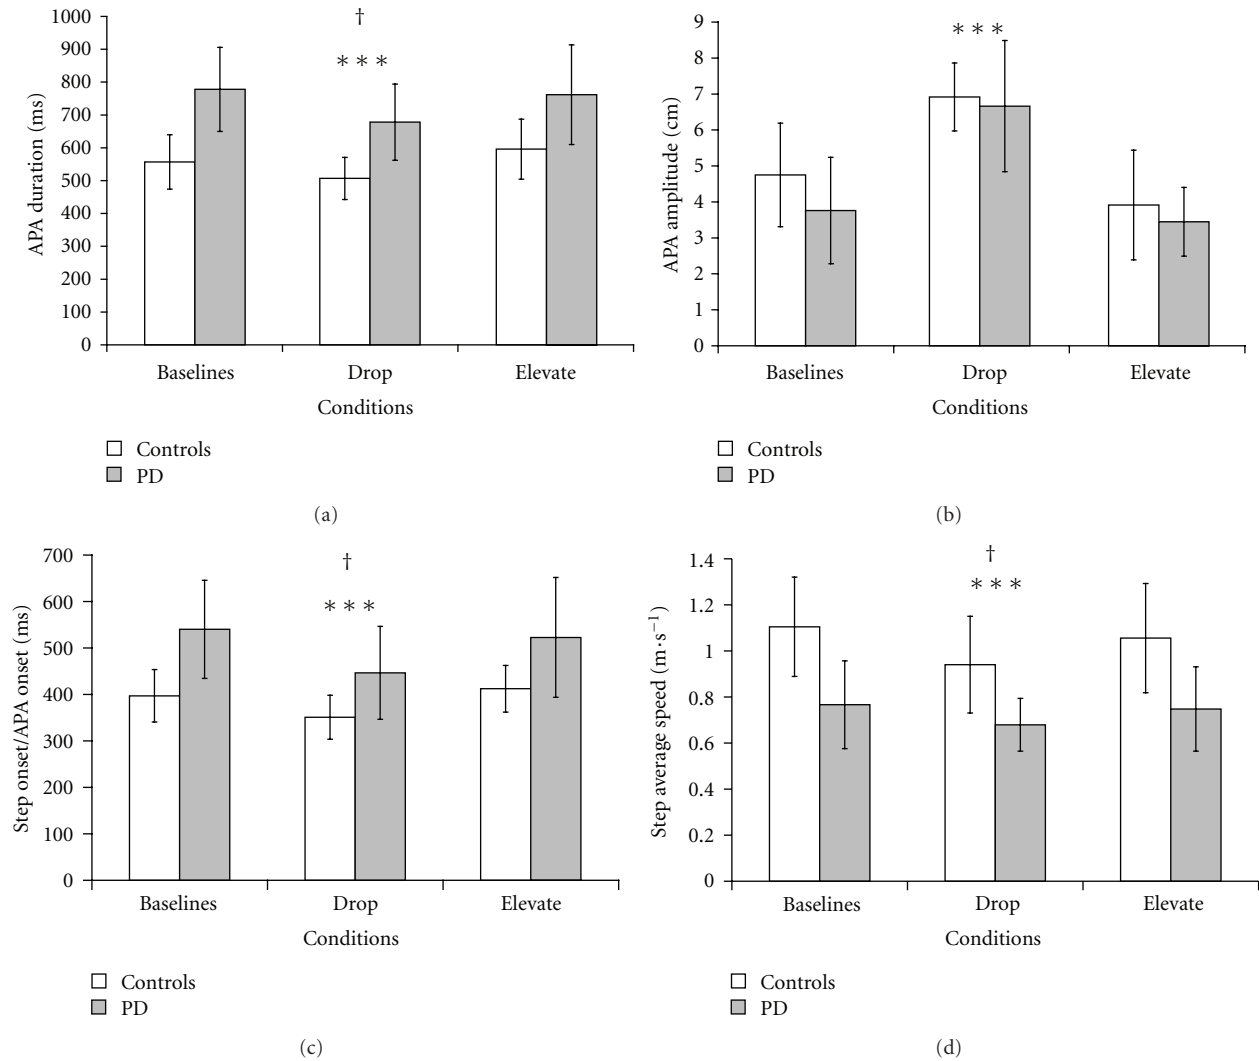 1000
900
800
700
600
500
400
300
200
100
0
APA duration (ms)
†
∗∗∗
Baselines Drop Elevate
Conditions
Controls
PD
(a)
9
8
7
6
5
4
3
2
1
0
APA amplitude (cm)
∗∗∗
Baselines Drop Elevate
Conditions
Controls
PD
(b)
700
600
500
400
300
200
100
0
Step onset/APA onset (ms)
†
∗∗∗
Baselines Drop Elevate
Conditions
Controls
PD
(c)
1.4
1.2
1
0.8
0.6
0.4
0.2
0
Step average speed (m·s⁻¹)
†
∗∗∗
Baselines Drop Elevate
Conditions
Controls
PD
(d)